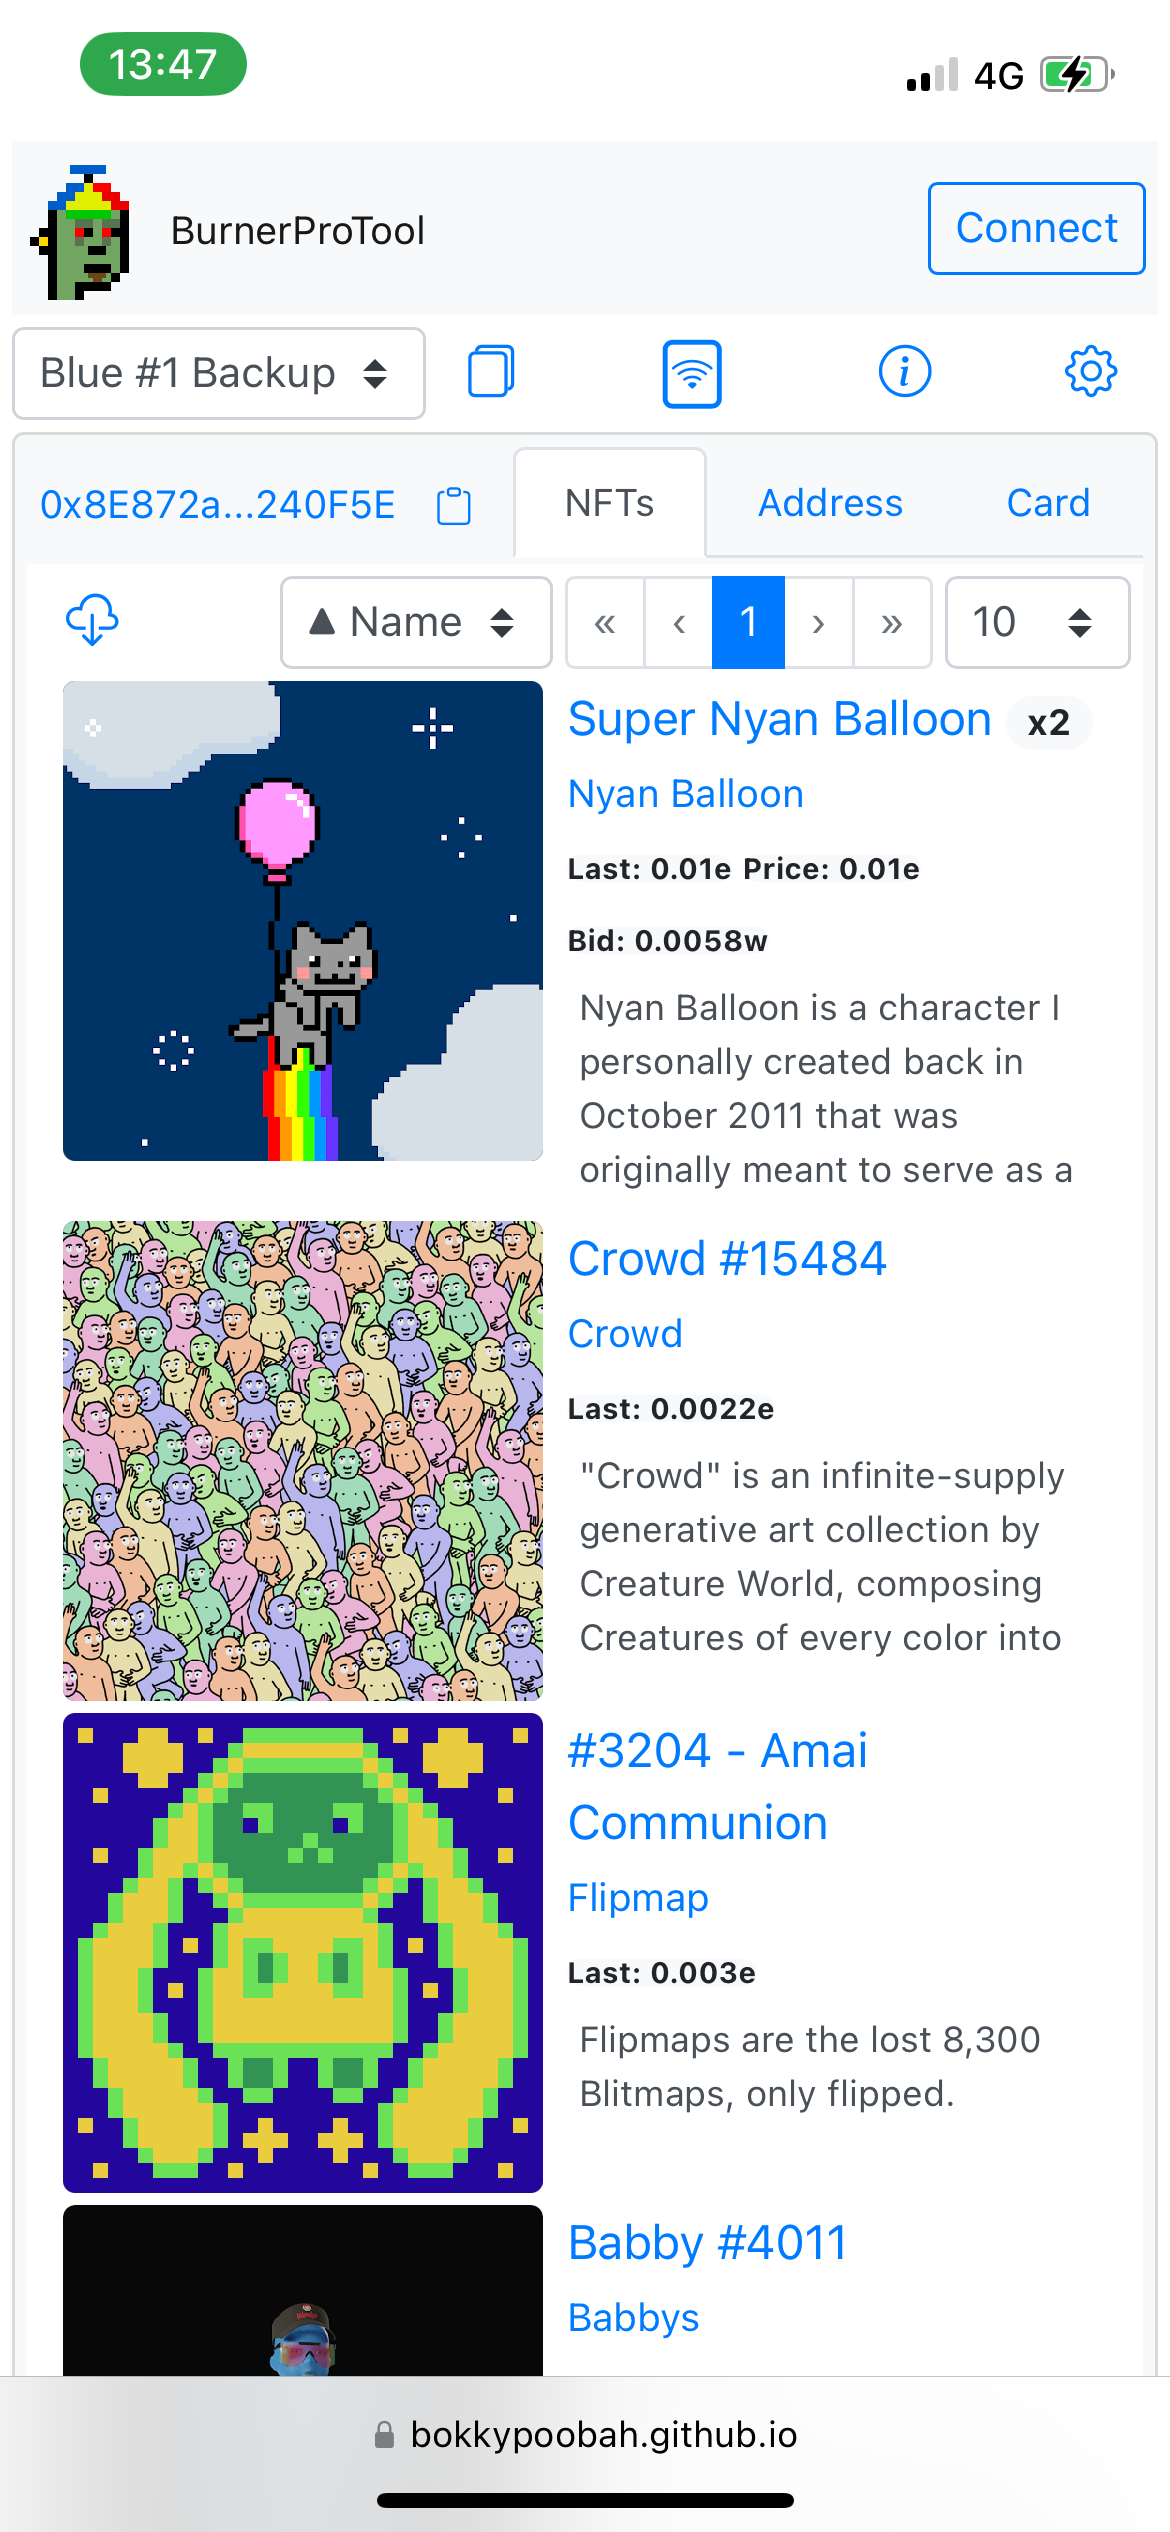 13:47
4G
BurnerProTool
Connect
Blue #1 Backup
0x8E872a...240F5E
NFTs
Address
Card
▲ Name
«
‹
1
›
»
10
Super Nyan Balloon x2
Nyan Balloon
Last: 0.01e Price: 0.01e
Bid: 0.0058w
Nyan Balloon is a character I
personally created back in
October 2011 that was
originally meant to serve as a
Crowd #15484
Crowd
Last: 0.0022e
"Crowd" is an infinite-supply
generative art collection by
Creature World, composing
Creatures of every color into
#3204 - Amai
Communion
Flipmap
Last: 0.003e
Flipmaps are the lost 8,300
Blitmaps, only flipped.
Babby #4011
Babbys
bokkypoobah.github.io